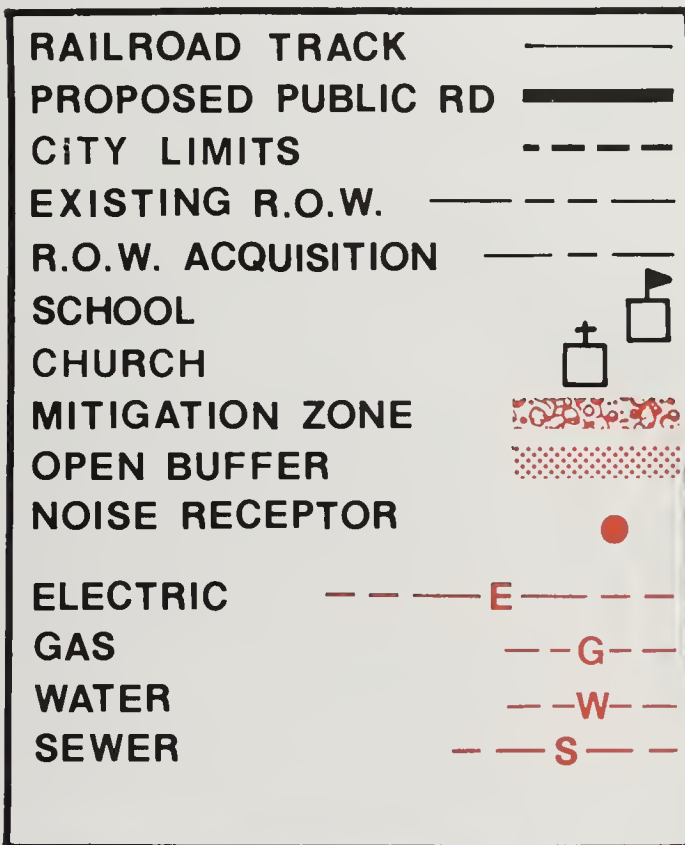 RAILROAD TRACK
PROPOSED PUBLIC RD
CiTY LIMITS
EXISTING R.O.W.
R.O.W. ACQUISITION
SCHOOL
CHURCH
MITIGATION ZONE
OPEN BUFFER
NOISE RECEPTOR
ELECTRIC E
GAS G
WATER W
SEWER S